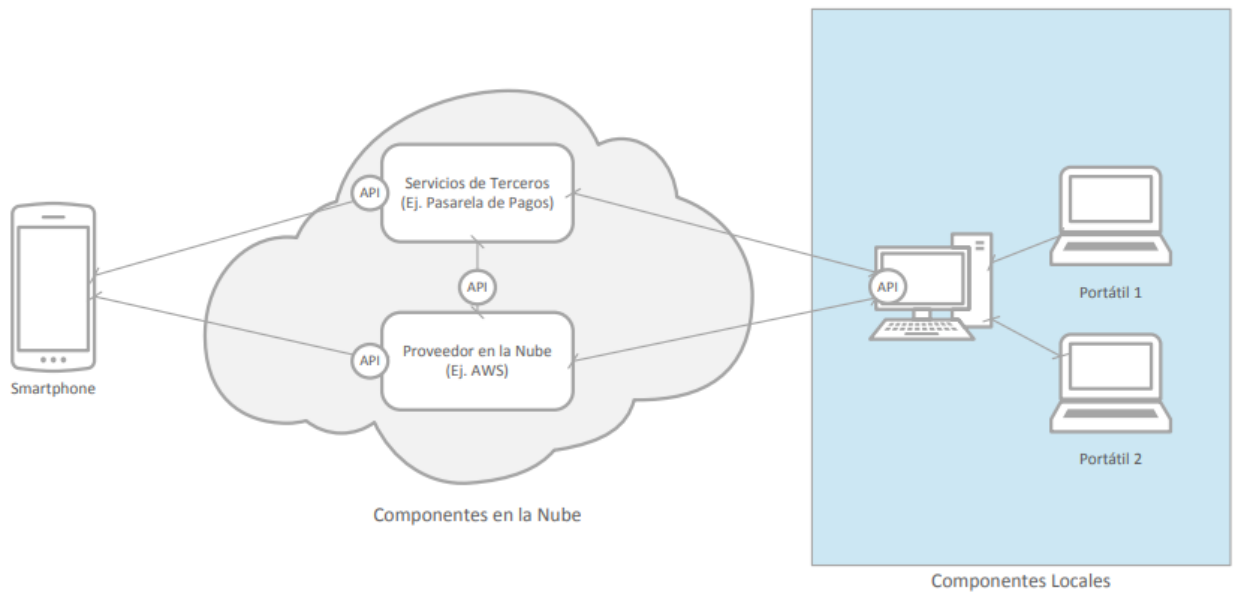 Smartphone
API
Servicios de Terceros
(Ej. Pasarela de Pagos)
API
API
Proveedor en la Nube
(Ej. AWS)
Componentes en la Nube
API
Portátil 1
Portátil 2
Componentes Locales